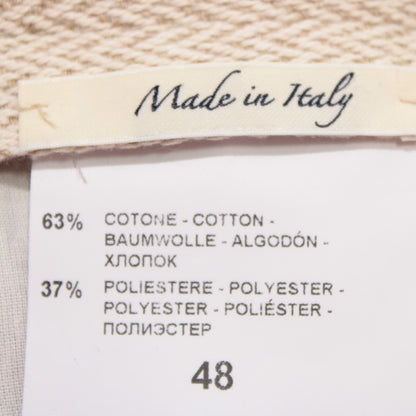 Made in Italy
63% COTONE - COTTON -
BAUMWOLLE - ALGODÓN -
ХЛОПОК
37% POLIESTERE - POLYESTER -
POLYESTER - POLIÉSTER -
ПОЛИЭСТЕР
48